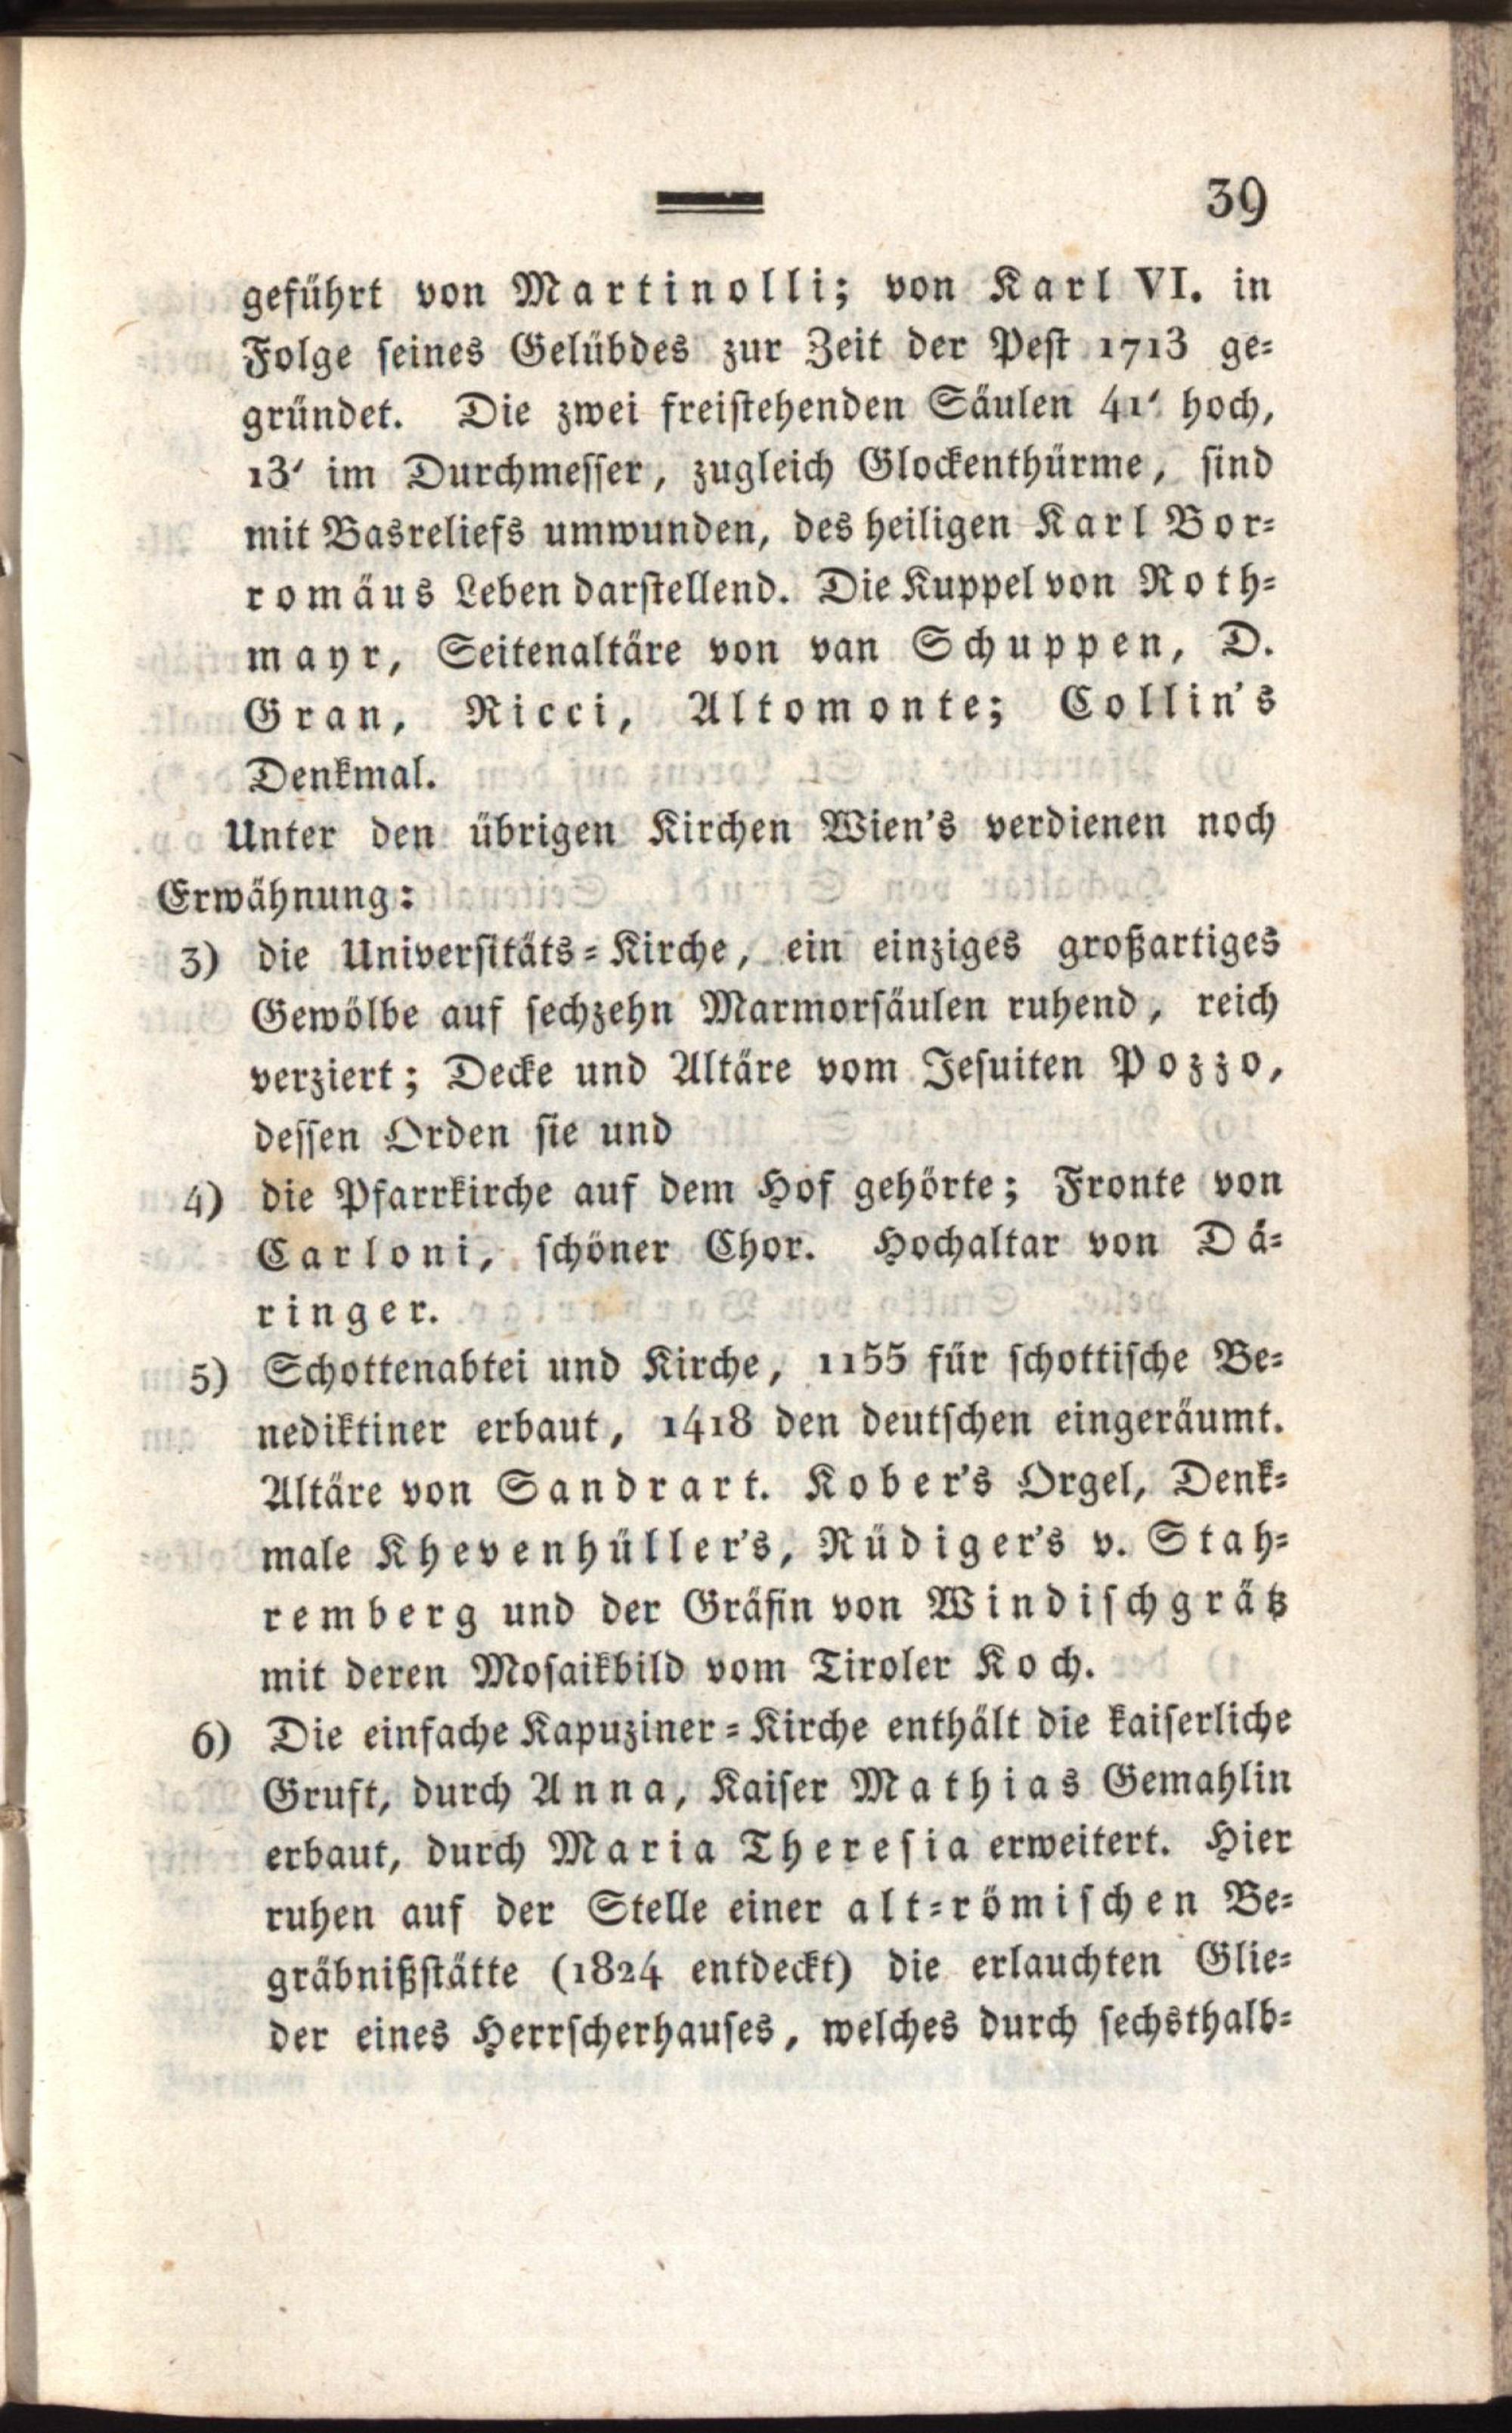 39
geführt von Martinolli; von Karl VI. in
Folge seines Gelübdes zur Zeit der Pest 1713 ge-
gründet. Die zwei freistehenden Säulen 41' hoch,
13' im Durchmesser, zugleich Glockenthürme, sind
mit Basreliefs umwunden, des heiligen Karl Bor-
romäus Leben darstellend. Die Kuppel von Roth-
mayr, Seitenaltäre von van Schuppen, D.
Gran, Ricci, Altomonte; Collin's
Denkmal.
Unter den übrigen Kirchen Wien's verdienen noch
Erwähnung:
3) die Universitäts-Kirche, ein einziges großartiges
Gewölbe auf sechzehn Marmorsäulen ruhend, reich
verziert; Decke und Altäre vom Jesuiten Pozzo,
dessen Orden sie und
4) die Pfarrkirche auf dem Hof gehörte; Fronte von
Carloni, schöner Chor. Hochaltar von Dä-
ringer.
5) Schottenabtei und Kirche, 1155 für schottische Be-
nediktiner erbaut, 1418 den deutschen eingeräumt.
Altäre von Sandrart. Kober's Orgel, Denk-
male Khevenhüller's, Rüdiger's v. Stah-
remberg und der Gräfin von Windischgrätz
mit deren Mosaikbild vom Tiroler Koch.
6) Die einfache Kapuziner-Kirche enthält die kaiserliche
Gruft, durch Anna, Kaiser Mathias Gemahlin
erbaut, durch Maria Theresia erweitert. Hier
ruhen auf der Stelle einer alt-römischen Be-
gräbnißstätte (1824 entdeckt) die erlauchten Glie-
der eines Herrscherhauses, welches durch sechsthalb-